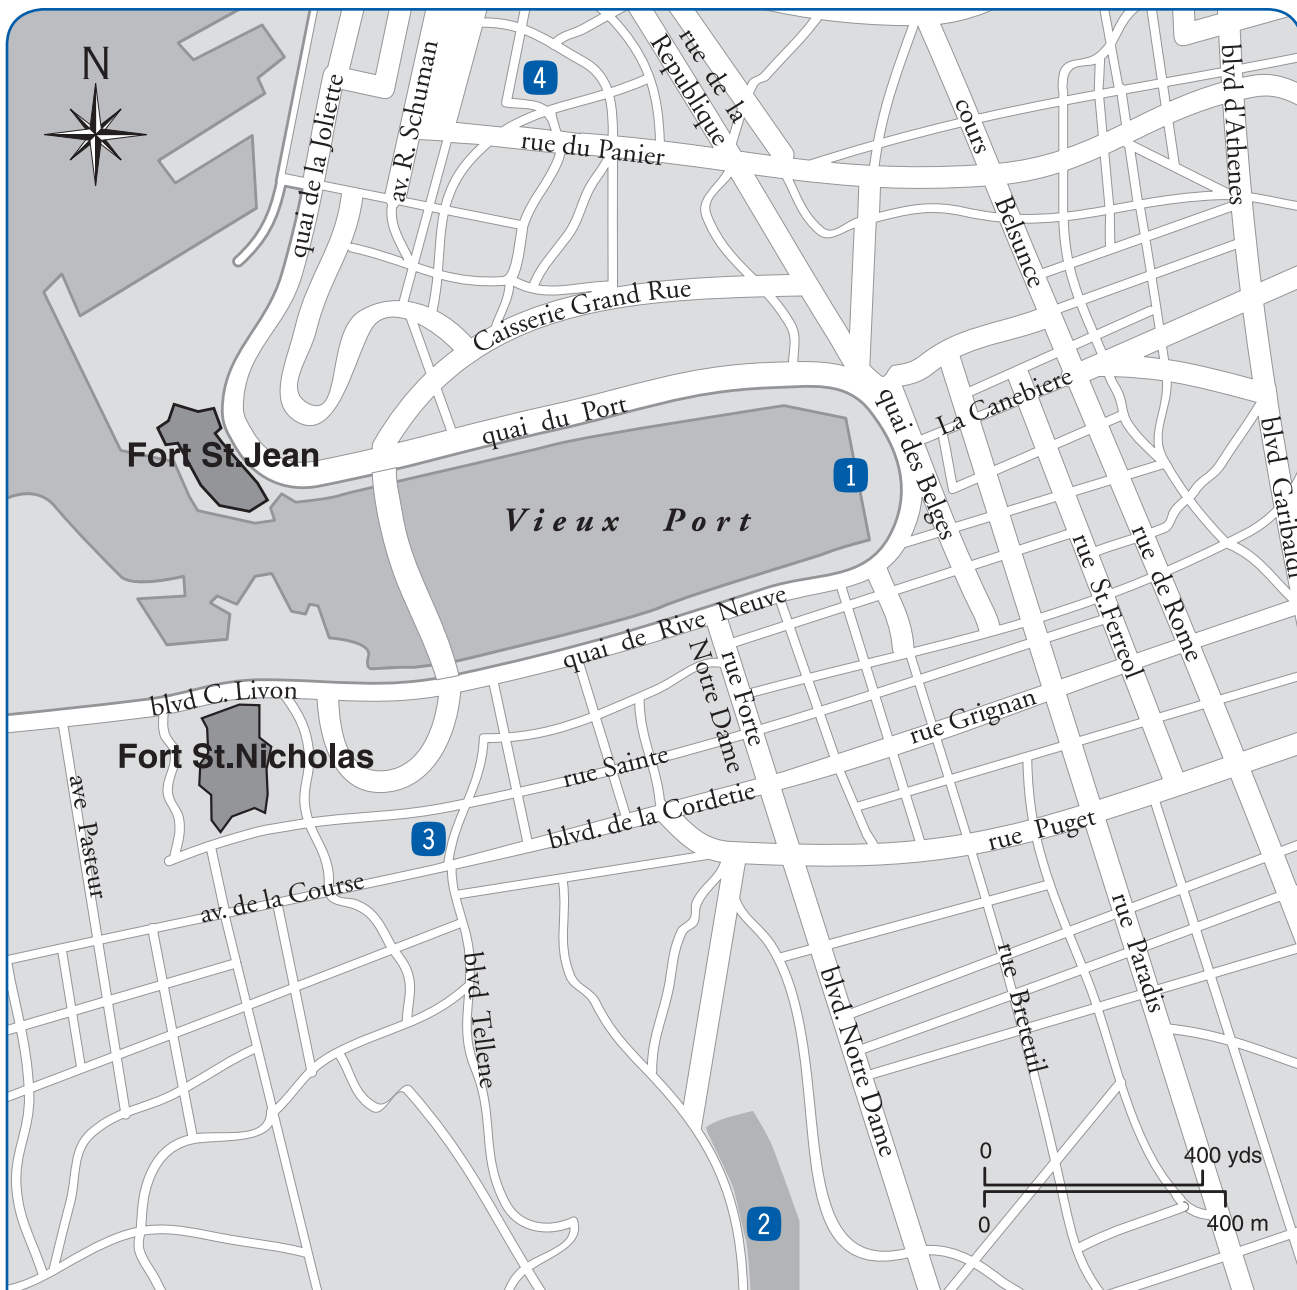 N
4
rue de la
Republique
quai de la Joliette
av. R. Schuman
rue du Panier
cours
Belsunce
blvd d'Athenes
Caisserie Grand Rue
quai du Port
quai des Belges
La Canebiere
blvd Garibaldi
Fort St.Jean
1
Vieux Port
rue St.Ferreol
rue de Rome
quai de Rive Neuve
rue Forte
Notre Dame
blvd C. Livon
Fort St.Nicholas
rue Sainte
rue Grignan
ave Pasteur
blvd. de la Cordetie
3
rue Puget
av. de la Course
blvd Tellene
blvd. Notre Dame
rue Breteuil
rue Paradis
2
0
400 yds
0
400 m